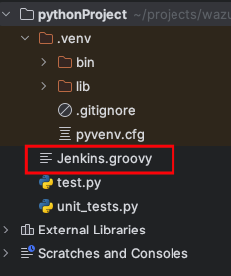 pythonProject ~/projects/wazu
.venv
bin
lib
.gitignore
pyvenv.cfg
Jenkins.groovy
test.py
unit_tests.py
External Libraries
Scratches and Consoles